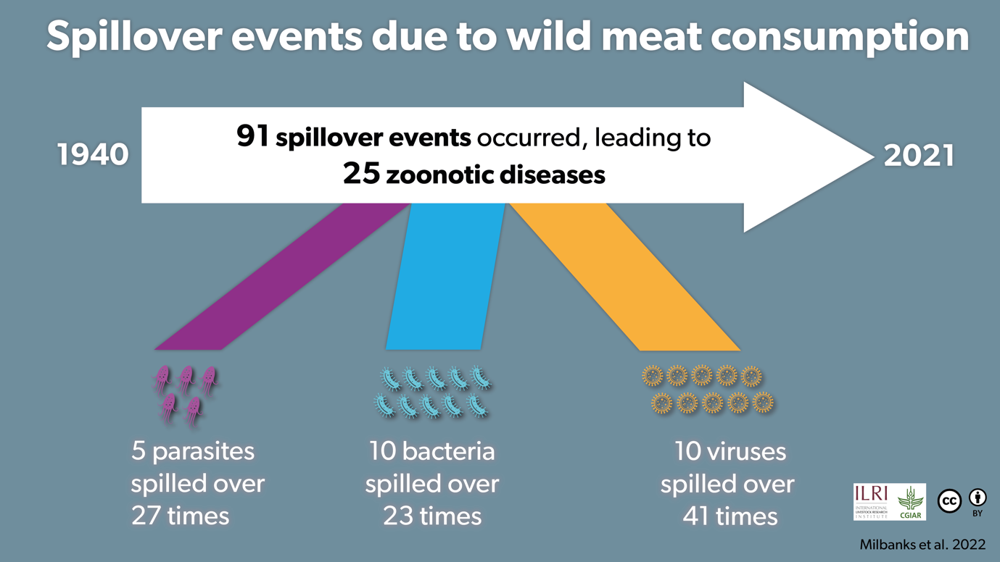 Spillover events due to wild meat consumption
1940
91 spillover events occurred, leading to
25 zoonotic diseases
2021
5 parasites
spilled over
27 times
10 bacteria
spilled over
23 times
10 viruses
spilled over
41 times
ILRI
INTERNATIONAL
LIVESTOCK RESEARCH
INSTITUTE
CGIAR
cc
BY
Milbanks et al. 2022